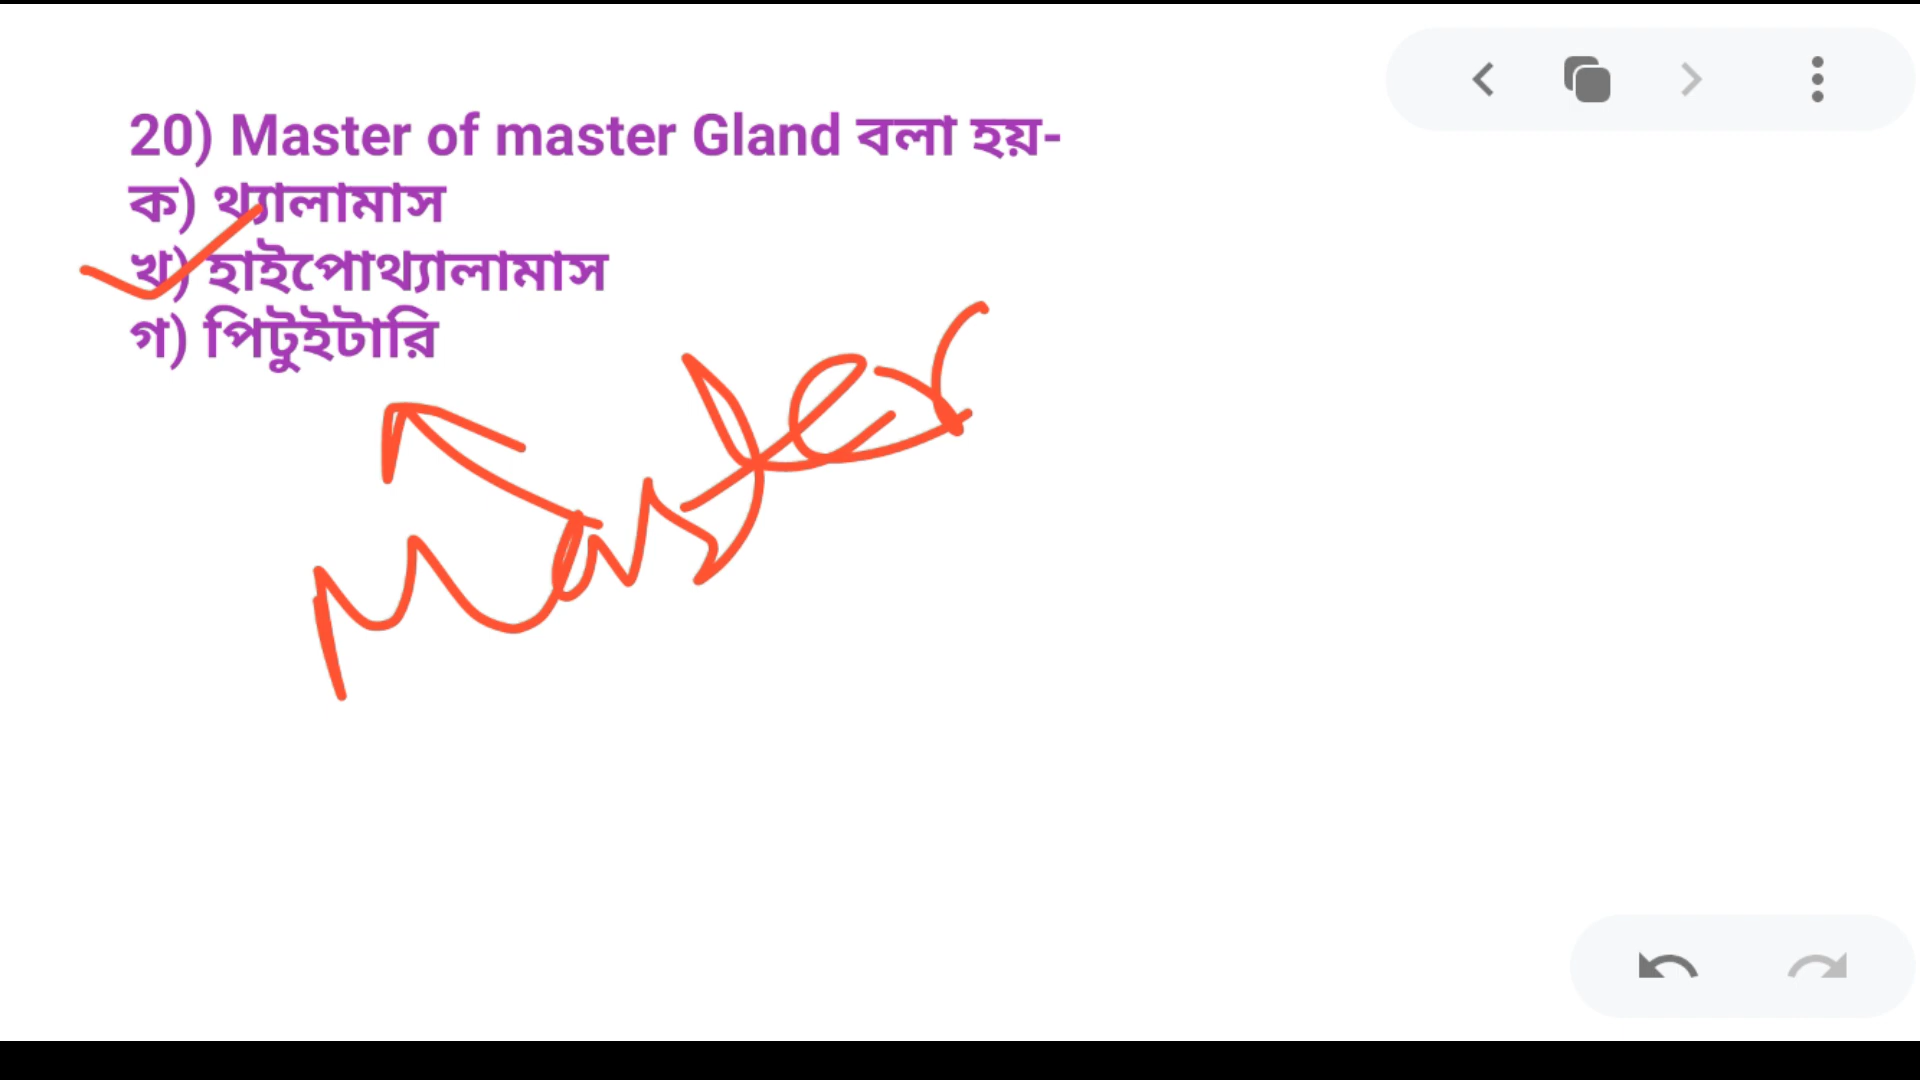 20) Master of master Gland বলা হয়-
ক) থ্যালামাস
খ) হাইপোথ্যালামাস
গ) পিটুইটারি
Master